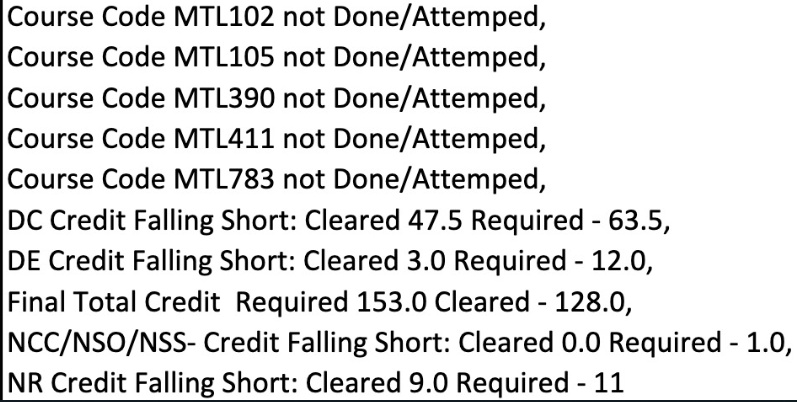 Course Code MTL102 not Done/Attemped,
Course Code MTL105 not Done/Attemped,
Course Code MTL390 not Done/Attemped,
Course Code MTL411 not Done/Attemped,
Course Code MTL783 not Done/Attemped,
DC Credit Falling Short: Cleared 47.5 Required - 63.5,
DE Credit Falling Short: Cleared 3.0 Required - 12.0,
Final Total Credit  Required 153.0 Cleared - 128.0,
NCC/NSO/NSS- Credit Falling Short: Cleared 0.0 Required - 1.0,
NR Credit Falling Short: Cleared 9.0 Required - 11